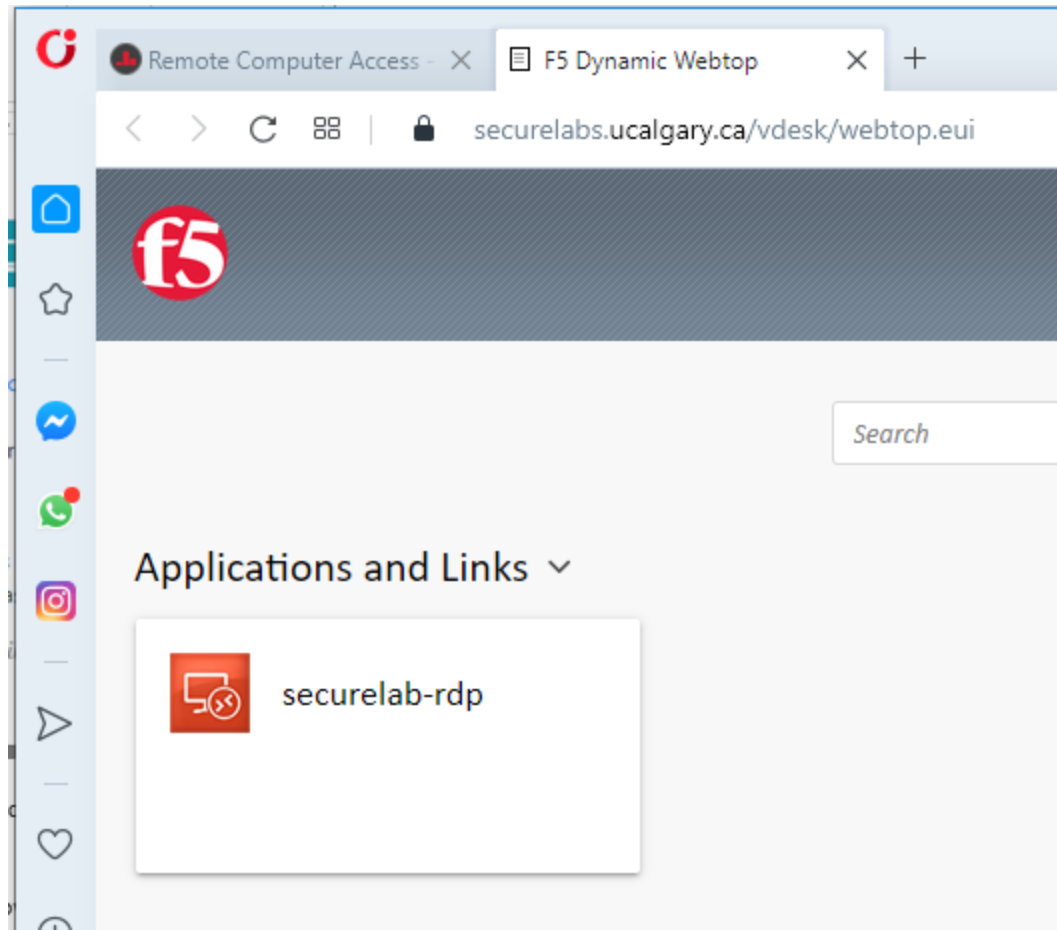 Remote Computer Access -
F5 Dynamic Webtop
securelabs.ucalgary.ca/vdesk/webtop.eui
f5
Search
Applications and Links
securelab-rdp